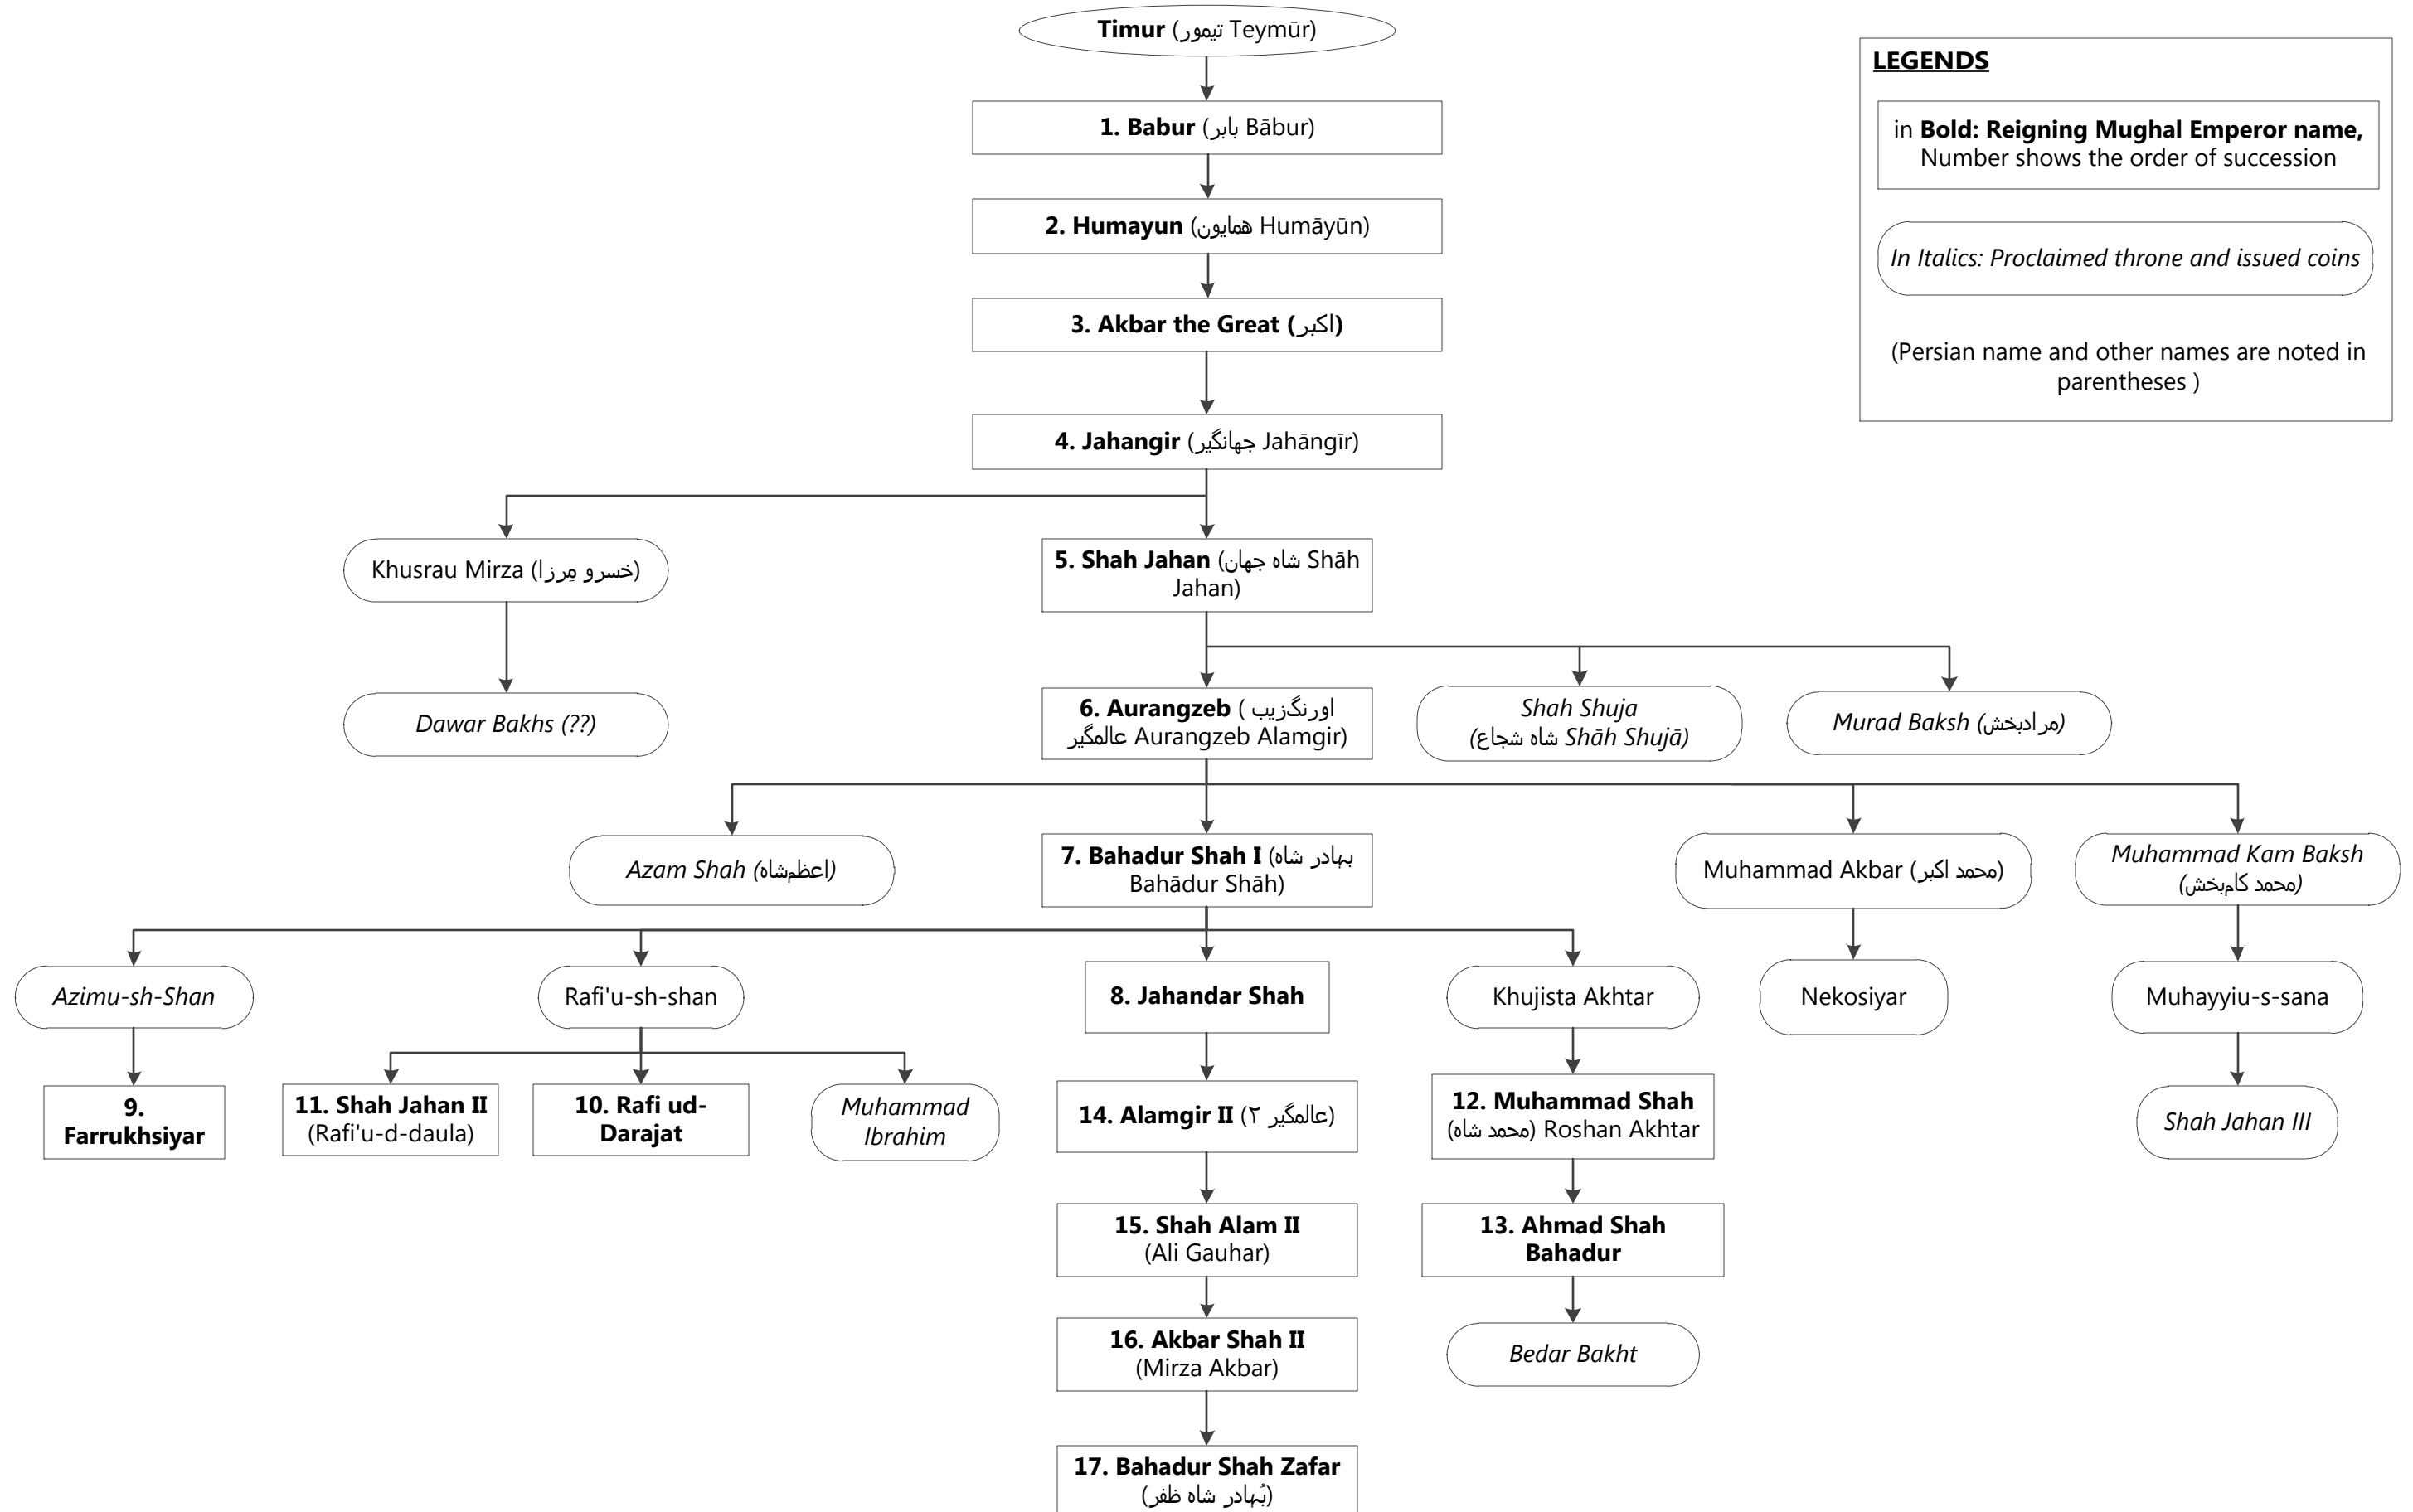 Timur (تیمور Teymūr)
LEGENDS
in Bold: Reigning Mughal Emperor name,
Number shows the order of succession
In Italics: Proclaimed throne and issued coins
(Persian name and other names are noted in
parentheses )
1. Babur (بابر Bābur)
2. Humayun (همایون Humāyūn)
3. Akbar the Great (اکبر)
4. Jahangir (جهانگیر Jahāngīr)
Khusrau Mirza (خسرو مِرزا)
5. Shah Jahan (شاه جهان Shāh
Jahan)
Dawar Bakhs (??)
6. Aurangzeb ( اورنگزیب
عالمگیر Aurangzeb Alamgir)
Shah Shuja
(شاه شجاع Shāh Shujā)
Murad Baksh (مرادبخش)
Azam Shah (اعظم‌شاه)
7. Bahadur Shah I (بہادر شاہ
Bahādur Shāh)
Muhammad Akbar (محمد اکبر)
Muhammad Kam Baksh
(محمد کام‌بخش)
Azimu-sh-Shan
Rafi'u-sh-shan
8. Jahandar Shah
Khujista Akhtar
Nekosiyar
Muhayyiu-s-sana
9.
Farrukhsiyar
11. Shah Jahan II
(Rafi'u-d-daula)
10. Rafi ud-
Darajat
Muhammad
Ibrahim
14. Alamgir II (عالمگیر ۲)
12. Muhammad Shah
(محمد شاه) Roshan Akhtar
Shah Jahan III
15. Shah Alam II
(Ali Gauhar)
13. Ahmad Shah
Bahadur
16. Akbar Shah II
(Mirza Akbar)
Bedar Bakht
17. Bahadur Shah Zafar
(بُہادر شاہ ظفر)